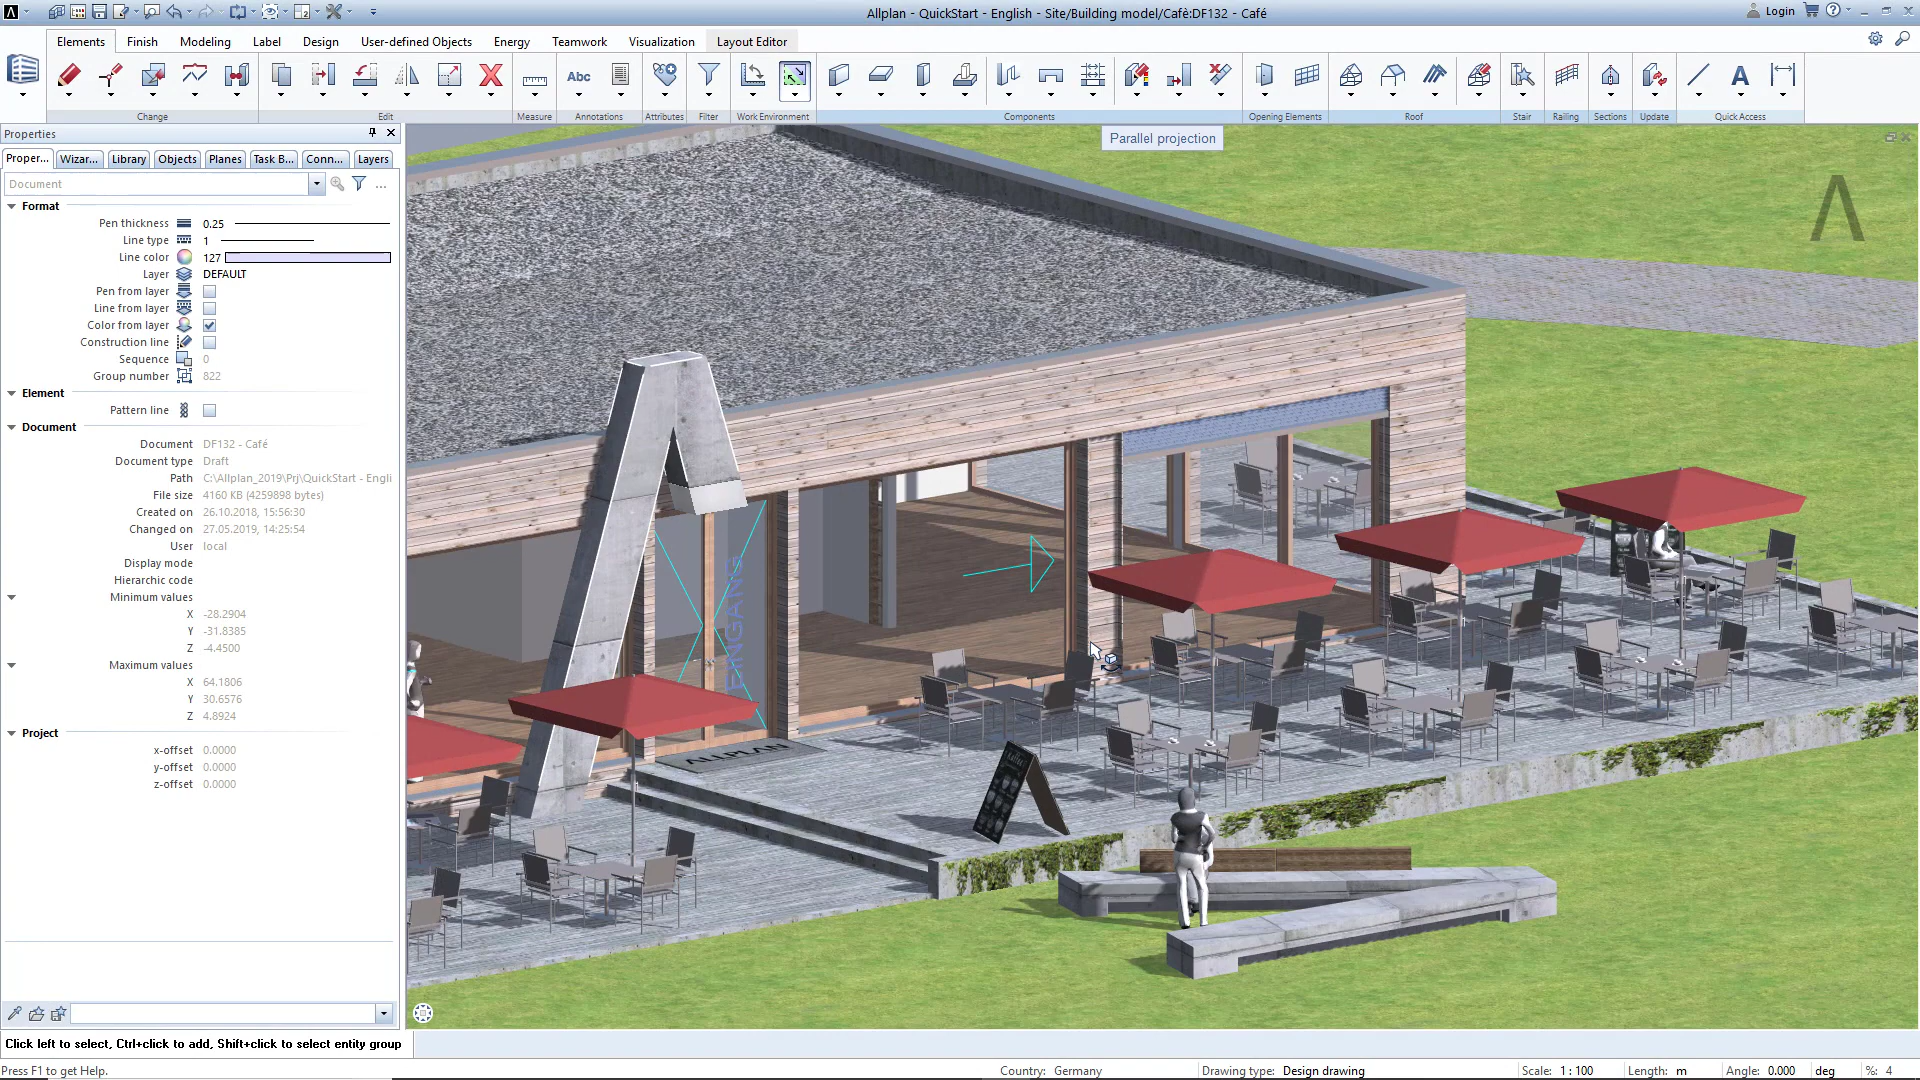 Allplan - QuickStart - English - Site/Building model/Cafè:DF132 - Café
Login
Elements
Finish
Modeling
Label
Design
User-defined Objects
Energy
Teamwork
Visualization
Layout Editor
Abc
A
Change
Edit
Measure
Annotations
Attributes
Filter
Work Environment
Components
Opening Elements
Roof
Stair
Railing
Sections
Update
Quick Access
Properties
Proper...
Wizar...
Library
Objects
Planes
Task B...
Conn...
Layers
Document
Format
Pen thickness 0.25
Line type 1
Line color 127
Layer DEFAULT
Pen from layer
Line from layer
Color from layer
Construction line
Sequence 0
Group number 822
Element
Pattern line
Document
Document DF132 - Café
Document type Draft
Path C:\Allplan_2019\Prj\QuickStart - Engli
File size 4160 KB (4259898 bytes)
Created on 26.10.2018, 15:56:30
Changed on 27.05.2019, 14:25:54
User local
Display mode
Hierarchic code
Minimum values
X -28.2904
Y -31.8385
Z -4.4500
Maximum values
X 64.1806
Y 30.6576
Z 4.8924
Project
x-offset 0.0000
y-offset 0.0000
z-offset 0.0000
Parallel projection
EINGANG
ALLPLAN
Click left to select, Ctrl+click to add, Shift+click to select entity group
Press F1 to get Help.
Country: Germany
Drawing type: Design drawing
Scale: 1 : 100
Length: m
Angle: 0.000 deg
%: 4